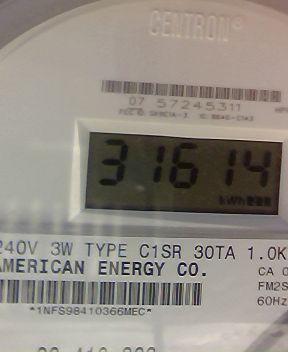 CENTRON®
07 57245311
31614
kWh
240V 3W TYPE C1SR 30TA 1.0K
AMERICAN ENERGY CO.
CA
FM2S
60Hz
*1NFS98410366MEC*